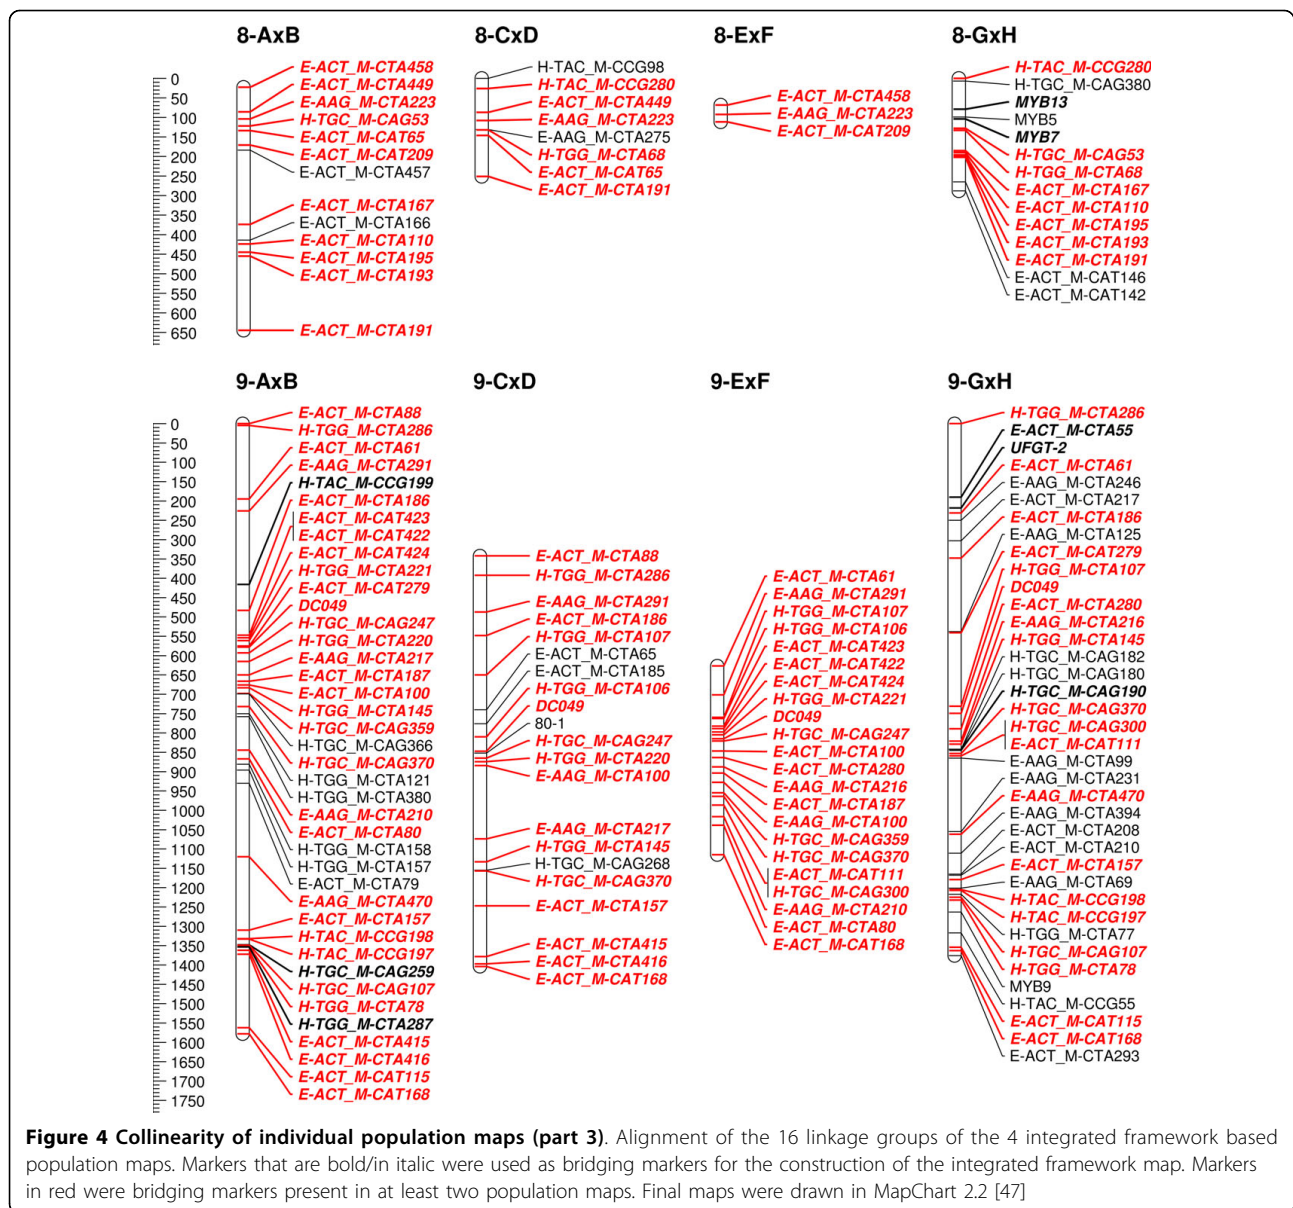 8-AxB
0
50
100
150
200
250
300
350
400
450
500
550
600
650
E-ACT_M-CTA458
E-ACT_M-CTA449
E-AAG_M-CTA223
H-TGC_M-CAG53
E-ACT_M-CAT65
E-ACT_M-CAT209
E-ACT_M-CTA457
E-ACT_M-CTA167
E-ACT_M-CTA166
E-ACT_M-CTA110
E-ACT_M-CTA195
E-ACT_M-CTA193
E-ACT_M-CTA191
8-CxD
H-TAC_M-CCG98
H-TAC_M-CCG280
E-ACT_M-CTA449
E-AAG_M-CTA223
E-AAG_M-CTA275
H-TGG_M-CTA68
E-ACT_M-CAT65
E-ACT_M-CTA191
8-ExF
E-ACT_M-CTA458
E-AAG_M-CTA223
E-ACT_M-CAT209
8-GxH
H-TAC_M-CCG280
H-TGC_M-CAG380
MYB13
MYB5
MYB7
H-TGC_M-CAG53
H-TGG_M-CTA68
E-ACT_M-CTA167
E-ACT_M-CTA110
E-ACT_M-CTA195
E-ACT_M-CTA193
E-ACT_M-CTA191
E-ACT_M-CAT146
E-ACT_M-CAT142
9-AxB
0
50
100
150
200
250
300
350
400
450
500
550
600
650
700
750
800
850
900
950
1000
1050
1100
1150
1200
1250
1300
1350
1400
1450
1500
1550
1600
1650
1700
1750
E-ACT_M-CTA88
H-TGG_M-CTA286
E-ACT_M-CTA61
E-AAG_M-CTA291
H-TAC_M-CCG199
E-ACT_M-CTA186
E-ACT_M-CAT423
E-ACT_M-CAT422
E-ACT_M-CAT424
H-TGG_M-CTA221
E-ACT_M-CAT279
DC049
H-TGC_M-CAG247
H-TGG_M-CTA220
E-AAG_M-CTA217
E-ACT_M-CTA187
E-ACT_M-CTA100
H-TGG_M-CTA145
H-TGC_M-CAG359
H-TGC_M-CAG366
H-TGC_M-CAG370
H-TGG_M-CTA121
H-TGG_M-CTA380
E-AAG_M-CTA210
E-ACT_M-CTA80
H-TGG_M-CTA158
H-TGG_M-CTA157
E-ACT_M-CTA79
E-AAG_M-CTA470
E-ACT_M-CTA157
H-TAC_M-CCG198
H-TAC_M-CCG197
H-TGC_M-CAG259
H-TGC_M-CAG107
H-TGG_M-CTA78
H-TGG_M-CTA287
E-ACT_M-CTA415
E-ACT_M-CTA416
E-ACT_M-CAT115
E-ACT_M-CAT168
9-CxD
E-ACT_M-CTA88
H-TGG_M-CTA286
E-AAG_M-CTA291
E-ACT_M-CTA186
H-TGG_M-CTA107
E-ACT_M-CTA65
E-ACT_M-CTA185
H-TGG_M-CTA106
DC049
80-1
H-TGC_M-CAG247
H-TGG_M-CTA220
E-AAG_M-CTA100
E-AAG_M-CTA217
H-TGG_M-CTA145
H-TGC_M-CAG268
H-TGC_M-CAG370
E-ACT_M-CTA157
E-ACT_M-CTA415
E-ACT_M-CTA416
E-ACT_M-CAT168
9-ExF
E-ACT_M-CTA61
E-AAG_M-CTA291
H-TGG_M-CTA107
H-TGG_M-CTA106
E-ACT_M-CAT423
E-ACT_M-CAT422
E-ACT_M-CAT424
H-TGG_M-CTA221
DC049
H-TGC_M-CAG247
E-ACT_M-CTA100
E-ACT_M-CTA280
E-AAG_M-CTA216
E-ACT_M-CTA187
E-AAG_M-CTA100
H-TGC_M-CAG359
H-TGC_M-CAG370
E-ACT_M-CAT111
H-TGC_M-CAG300
E-AAG_M-CTA210
E-ACT_M-CTA80
E-ACT_M-CAT168
9-GxH
H-TGG_M-CTA286
E-ACT_M-CTA55
UFGT-2
E-ACT_M-CTA61
E-AAG_M-CTA246
E-ACT_M-CTA217
E-ACT_M-CTA186
E-AAG_M-CTA125
E-ACT_M-CAT279
H-TGG_M-CTA107
DC049
E-ACT_M-CTA280
E-AAG_M-CTA216
H-TGG_M-CTA145
H-TGC_M-CAG182
H-TGC_M-CAG180
H-TGC_M-CAG190
H-TGC_M-CAG370
H-TGC_M-CAG300
E-ACT_M-CAT111
E-AAG_M-CTA99
E-AAG_M-CTA231
E-AAG_M-CTA470
E-AAG_M-CTA394
E-ACT_M-CTA208
E-ACT_M-CTA210
E-ACT_M-CTA157
E-AAG_M-CTA69
H-TAC_M-CCG198
H-TAC_M-CCG197
H-TGG_M-CTA77
H-TGC_M-CAG107
H-TGG_M-CTA78
MYB9
H-TAC_M-CCG55
E-ACT_M-CAT115
E-ACT_M-CAT168
E-ACT_M-CTA293
Figure 4 Collinearity of individual population maps (part 3). Alignment of the 16 linkage groups of the 4 integrated framework based
population maps. Markers that are bold/in italic were used as bridging markers for the construction of the integrated framework map. Markers
in red were bridging markers present in at least two population maps. Final maps were drawn in MapChart 2.2 [47]